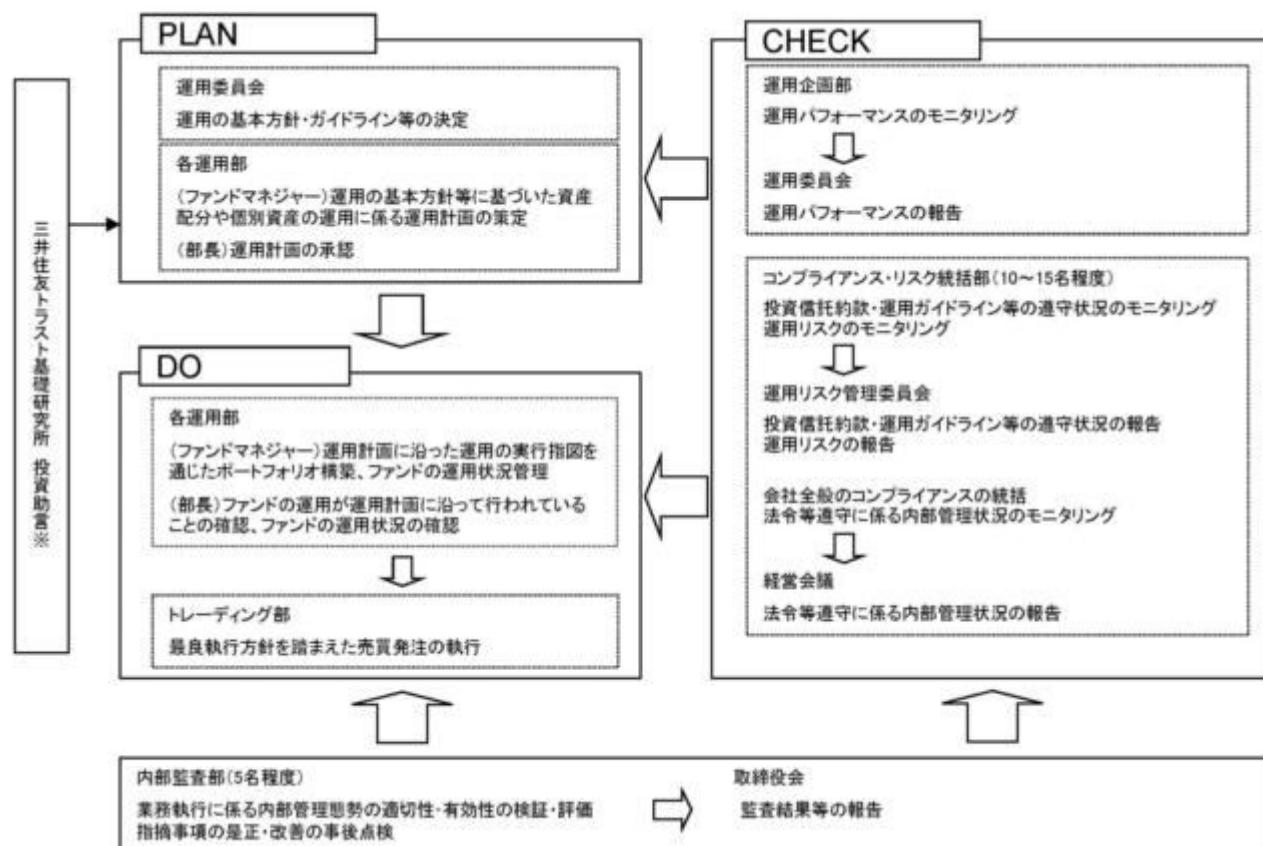 三井住友トラスト基礎研究所 投資助言※
PLAN
運用委員会
運用の基本方針・ガイドライン等の決定
各運用部
(ファンドマネジャー)運用の基本方針等に基づいた資産
配分や個別資産の運用に係る運用計画の策定
(部長)運用計画の承認
DO
各運用部
(ファンドマネジャー)運用計画に沿った運用の実行指図を
通じたポートフォリオ構築、ファンドの運用状況管理
(部長)ファンドの運用が運用計画に沿って行われている
ことの確認、ファンドの運用状況の確認
トレーディング部
最良執行方針を踏まえた売買発注の執行
CHECK
運用企画部
運用パフォーマンスのモニタリング
運用委員会
運用パフォーマンスの報告
コンプライアンス・リスク統括部(10~15名程度)
投資信託約款・運用ガイドライン等の遵守状況のモニタリング
運用リスクのモニタリング
運用リスク管理委員会
投資信託約款・運用ガイドライン等の遵守状況の報告
運用リスクの報告
会社全般のコンプライアンスの統括
法令等遵守に係る内部管理状況のモニタリング
経営会議
法令等遵守に係る内部管理状況の報告
内部監査部(5名程度)
業務執行に係る内部管理態勢の適切性・有効性の検証・評価
指摘事項の是正・改善の事後点検
取締役会
監査結果等の報告